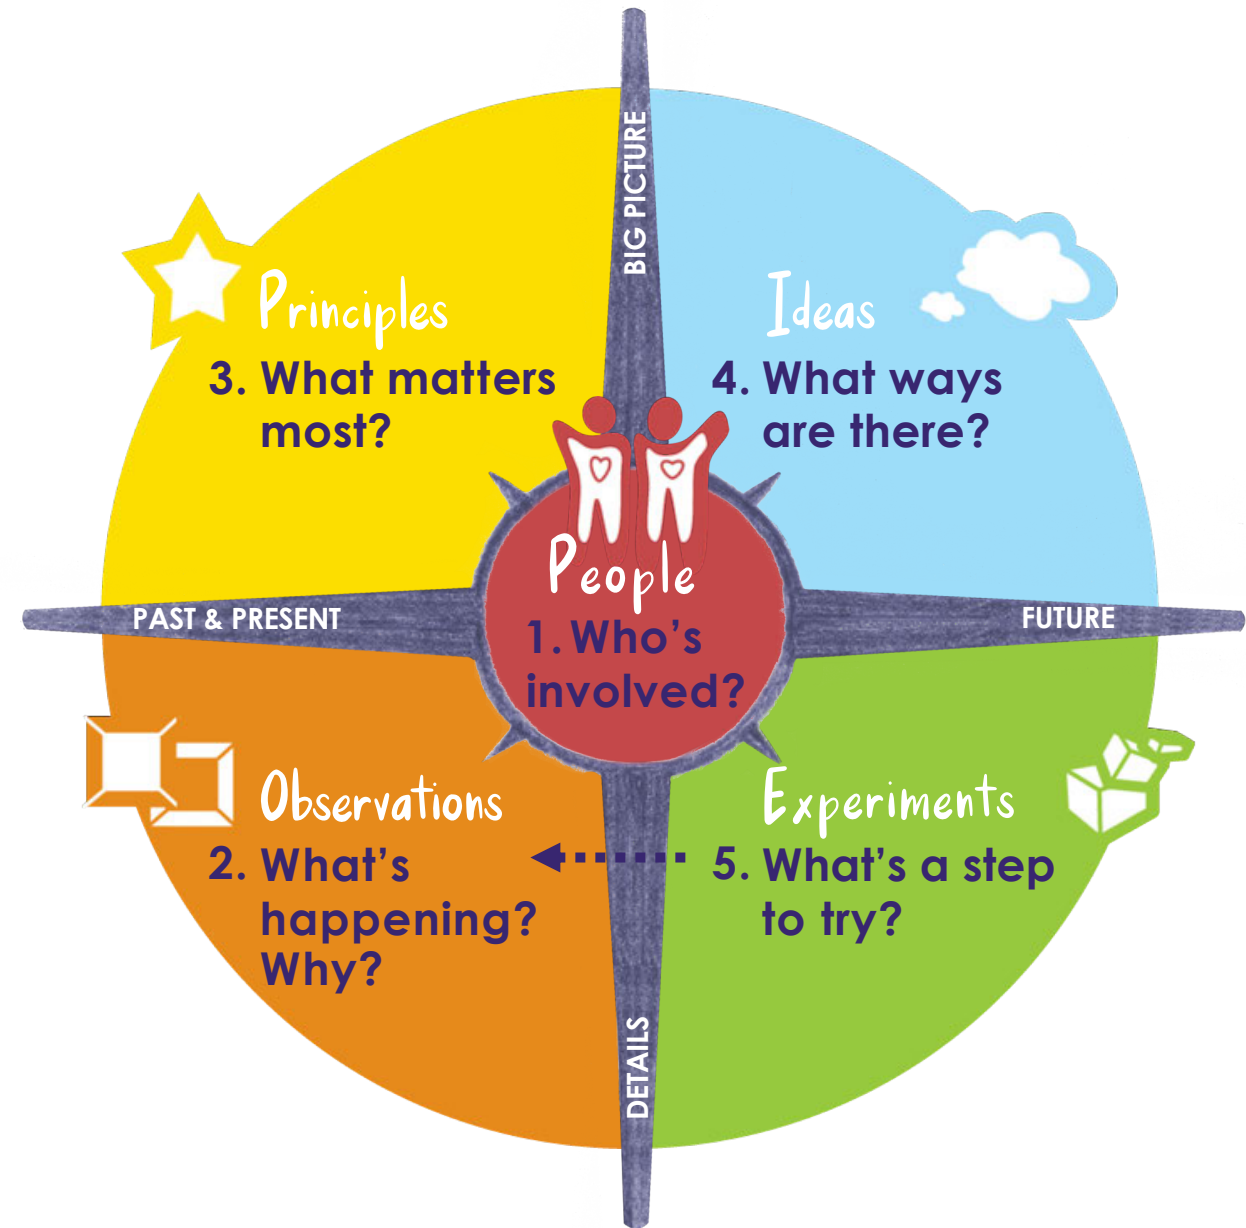 BIG PICTURE
Principles
3. What matters
most?
Ideas
4. What ways
are there?
People
1. Who's
involved?
PAST & PRESENT
FUTURE
Observations
2. What's
happening?
Why?
Experiments
5. What's a step
to try?
DETAILS